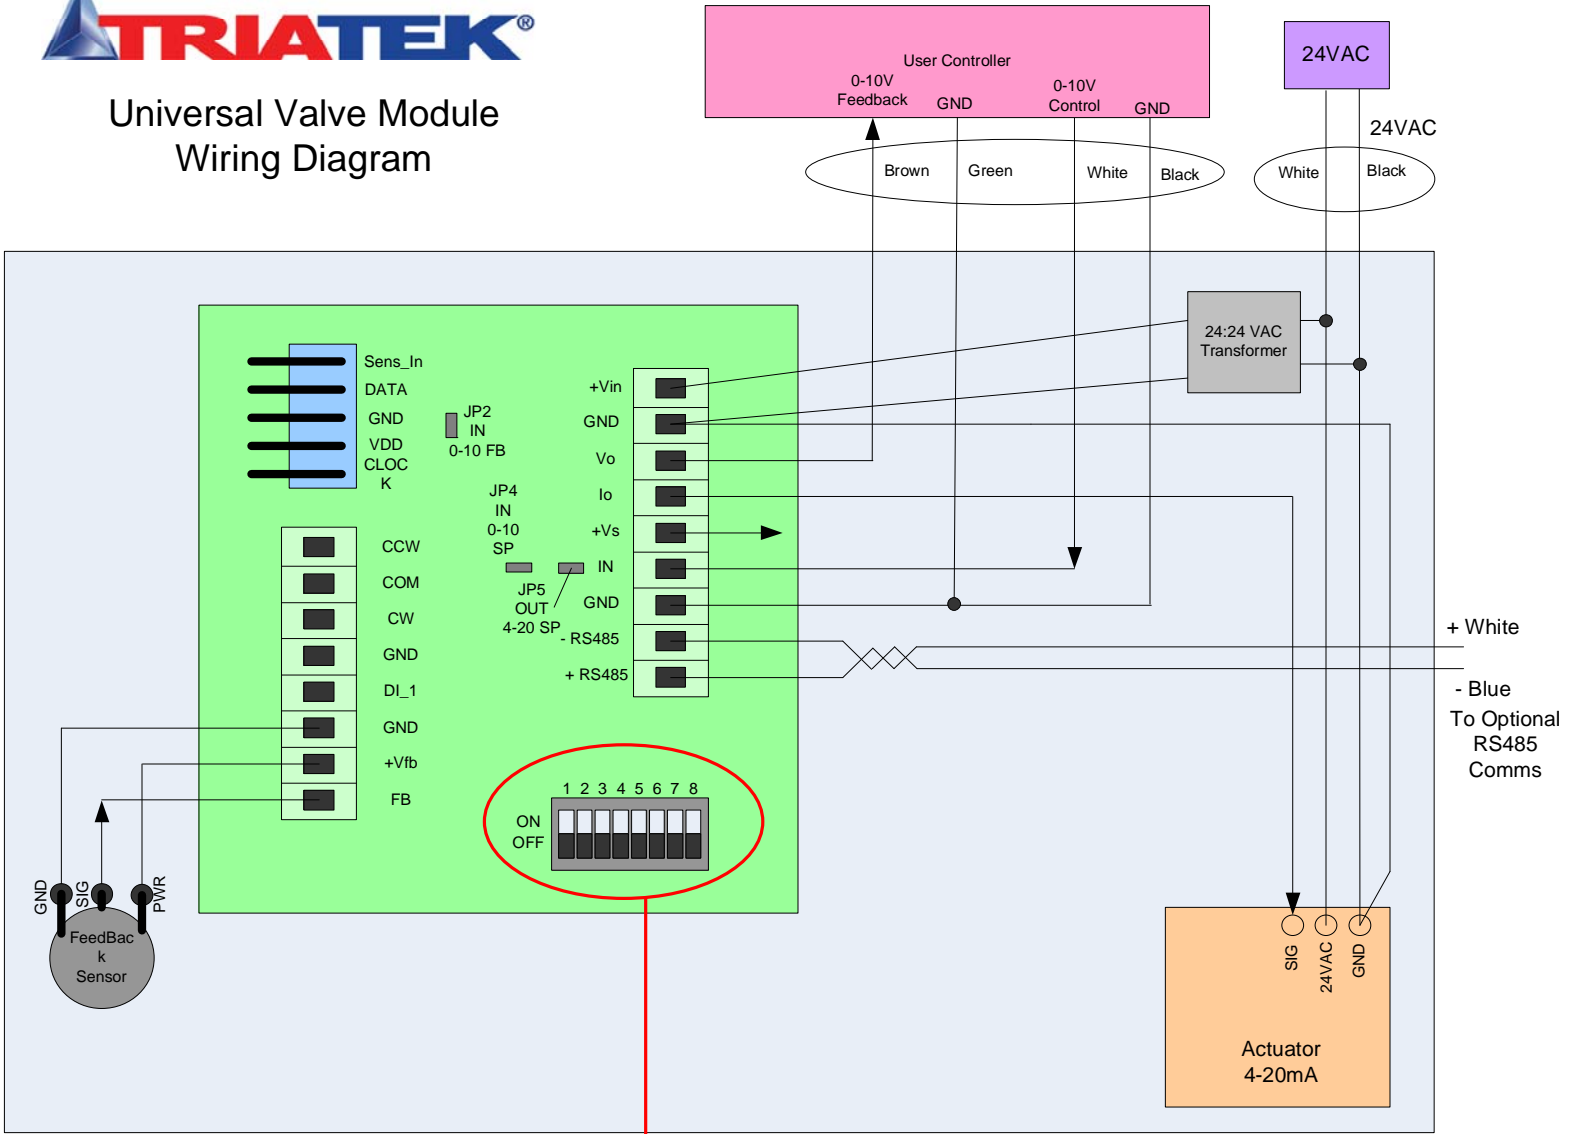 TRIATEK®
Universal Valve Module
Wiring Diagram
User Controller
0-10V
Feedback
GND
0-10V
Control
GND
24VAC
24VAC
Brown
Green
White
Black
White
Black
24:24 VAC
Transformer
Sens_In
DATA
GND
VDD
CLOC
K
JP2
IN
0-10 FB
JP4
IN
0-10
SP
JP5
OUT
4-20 SP
+Vin
GND
Vo
Io
+Vs
IN
GND
- RS485
+ RS485
CCW
COM
CW
GND
DI_1
GND
+Vfb
FB
1 2 3 4 5 6 7 8
ON
OFF
+ White
- Blue
To Optional
RS485
Comms
GND
SIG
PWR
FeedBac
k
Sensor
SIG
24VAC
GND
Actuator
4-20mA